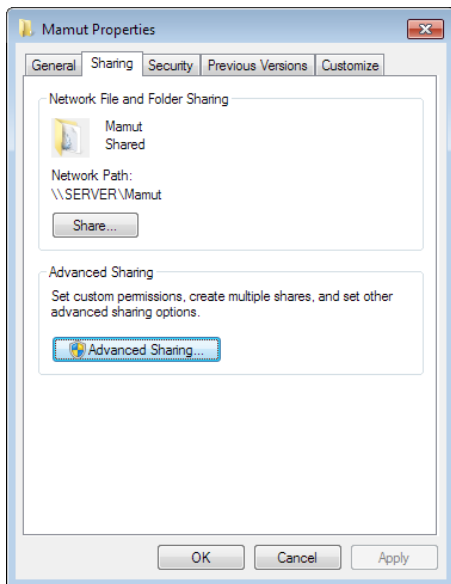 Mamut Properties
General Sharing Security Previous Versions Customize
Network File and Folder Sharing
Mamut
Shared
Network Path:
\\SERVER\Mamut
Share...
Advanced Sharing
Set custom permissions, create multiple shares, and set other
advanced sharing options.
Advanced Sharing...
OK Cancel Apply